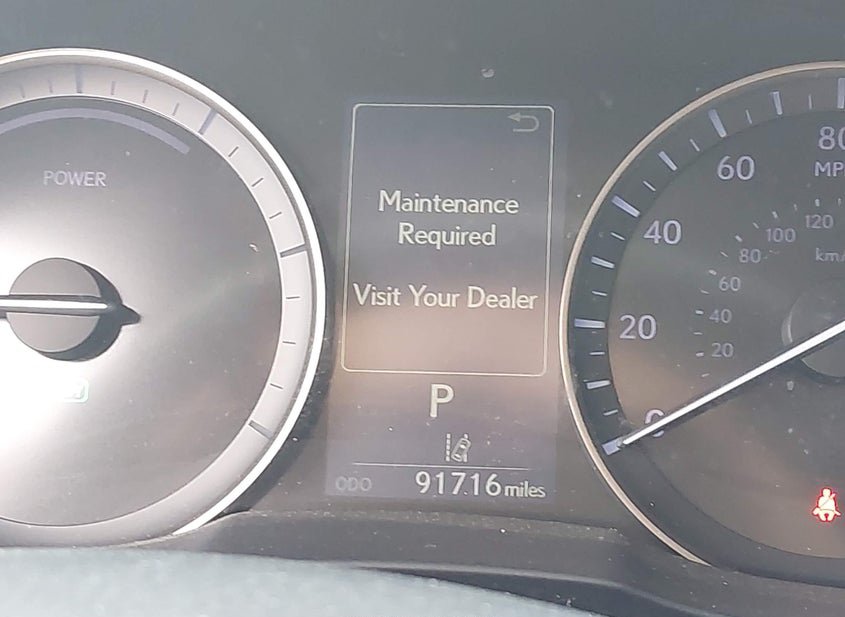 POWER
Maintenance
Required
Visit Your Dealer
P
ODO 91716 miles
80
MP
60
40
20
0
120
100
80
km/
60
40
20